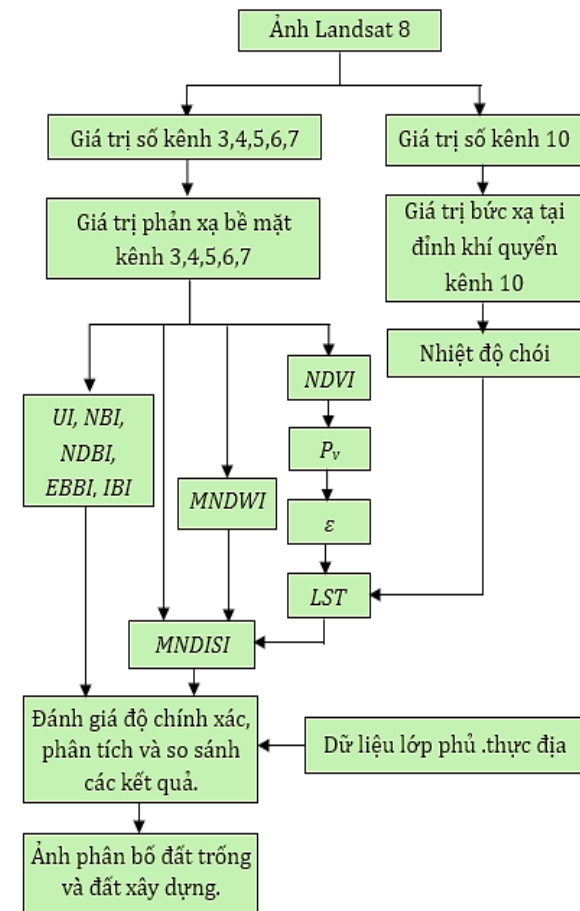 Ảnh Landsat 8
Giá trị số kênh 3,4,5,6,7
Giá trị số kênh 10
Giá trị phản xạ bề mặt
kênh 3,4,5,6,7
Giá trị bức xạ tại
đỉnh khí quyển
kênh 10
Nhiệt độ chói
NDVI
UI, NBI,
NDBI,
EBBI, IBI
Pv
MNDWI
ε
LST
MNDISI
Đánh giá độ chính xác,
phân tích và so sánh
các kết quả.
Dữ liệu lớp phủ .thực địa
Ảnh phân bố đất trống
và đất xây dựng.